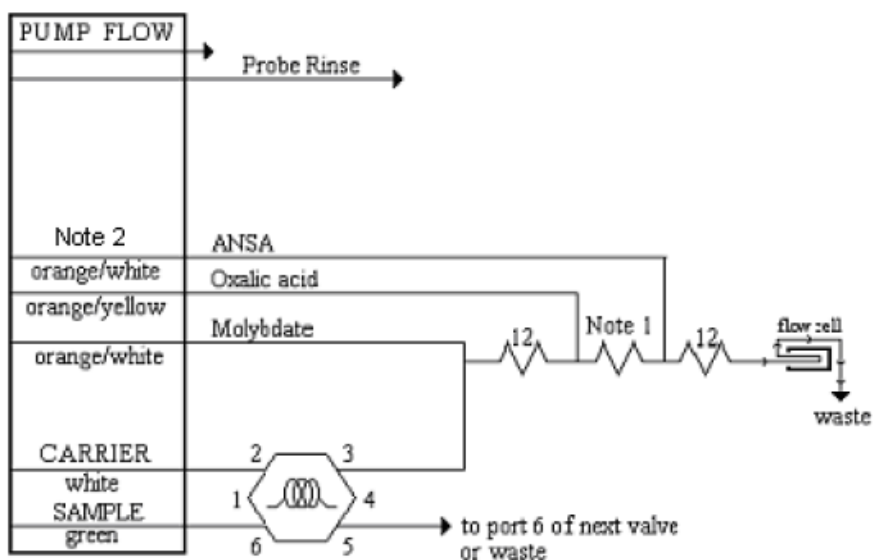 PUMP FLOW
Probe Rinse
Note 2
ANSA
orange/white
Oxalic acid
orange/yellow
Molybdate
orange/white
12
Note 1
12
flow cell
waste
CARRIER
white
SAMPLE
green
2
3
1
4
6
5
to port 6 of next valve
or waste